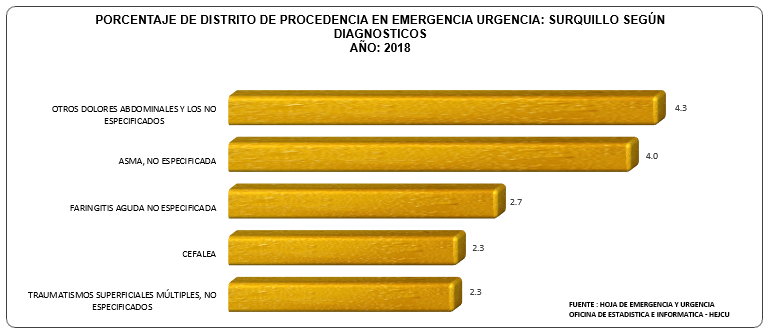 PORCENTAJE DE DISTRITO DE PROCEDENCIA EN EMERGENCIA URGENCIA: SURQUILLO SEGÚN
DIAGNOSTICOS
AÑO: 2018
OTROS DOLORES ABDOMINALES Y LOS NO
ESPECIFICADOS
4.3
ASMA, NO ESPECIFICADA
4.0
FARINGITIS AGUDA NO ESPECIFICADA
2.7
CEFALEA
2.3
TRAUMATISMOS SUPERFICIALES MÚLTIPLES, NO
ESPECIFICADOS
2.3
FUENTE : HOJA DE EMERGENCIA Y URGENCIA
OFICINA DE ESTADISTICA E INFORMATICA - HEJCU